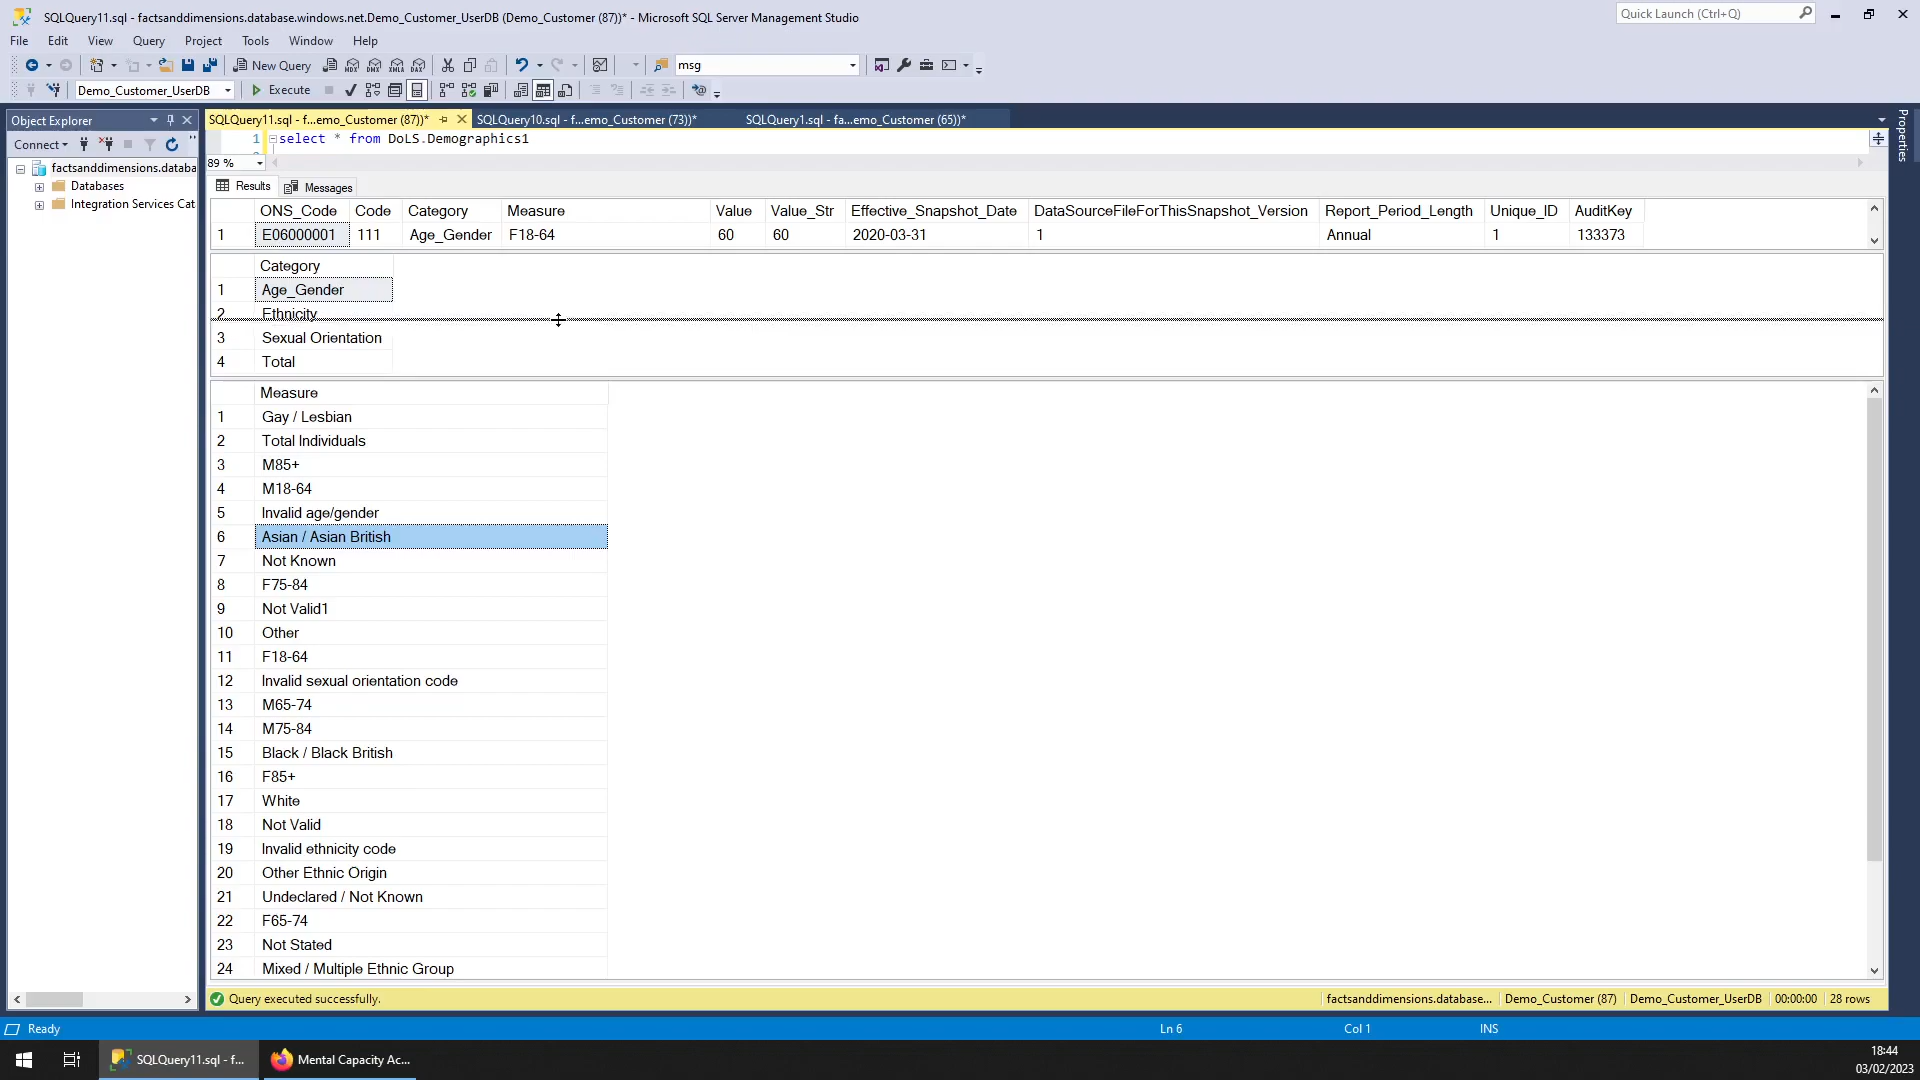 SQLQuery11.sql - factsanddimensions.database.windows.net.Demo_Customer_UserDB (Demo_Customer (87))* - Microsoft SQL Server Management Studio
Quick Launch (Ctrl+Q)
File Edit View Query Project Tools Window Help
New Query MDX DMX XMLA DAX msg
Demo_Customer_UserDB Execute
Object Explorer
SQLQuery11.sql - f...emo_Customer (87))* SQLQuery10.sql - f...emo_Customer (73))* SQLQuery1.sql - fa...emo_Customer (65))*
Properties
Connect
1 select * from DoLS.Demographics1
89 %
factsanddimensions.databa
Databases
Integration Services Cat
Results Messages
ONS_Code Code Category Measure Value Value_Str Effective_Snapshot_Date DataSourceFileForThisSnapshot_Version Report_Period_Length Unique_ID AuditKey
1 E06000001 111 Age_Gender F18-64 60 60 2020-03-31 1 Annual 1 133373
Category
1 Age_Gender
2 Ethnicity
3 Sexual Orientation
4 Total
Measure
1 Gay / Lesbian
2 Total Individuals
3 M85+
4 M18-64
5 Invalid age/gender
6 Asian / Asian British
7 Not Known
8 F75-84
9 Not Valid1
10 Other
11 F18-64
12 Invalid sexual orientation code
13 M65-74
14 M75-84
15 Black / Black British
16 F85+
17 White
18 Not Valid
19 Invalid ethnicity code
20 Other Ethnic Origin
21 Undeclared / Not Known
22 F65-74
23 Not Stated
24 Mixed / Multiple Ethnic Group
Query executed successfully. factsanddimensions.database... Demo_Customer (87) Demo_Customer_UserDB 00:00:00 28 rows
Ready Ln 6 Col 1 INS
SQLQuery11.sql - f... Mental Capacity Ac...
18:44
03/02/2023